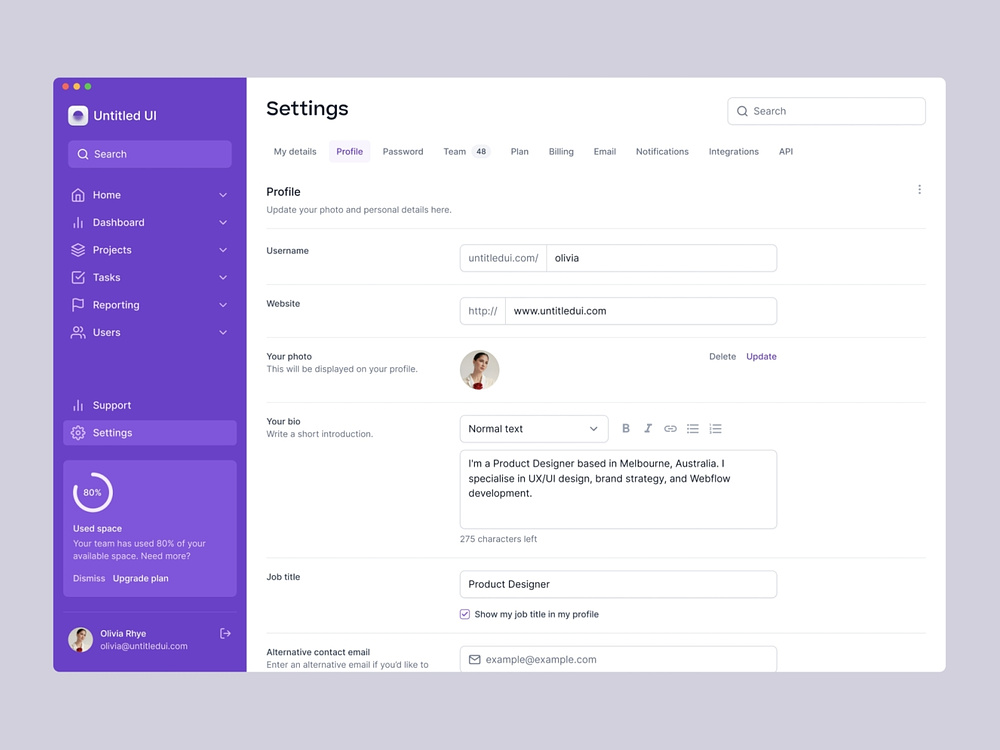 Untitled UI
Search
Home
Dashboard
Projects
Tasks
Reporting
Users
Support
Settings
80%
Used space
Your team has used 80% of your
available space. Need more?
Dismiss Upgrade plan
Olivia Rhye
olivia@untitledui.com
Settings
Search
My details Profile Password Team 48 Plan Billing Email Notifications Integrations API
Profile
Update your photo and personal details here.
Username
untitledui.com/ olivia
Website
http:// www.untitledui.com
Your photo
This will be displayed on your profile.
Delete Update
Your bio
Write a short introduction.
Normal text
I'm a Product Designer based in Melbourne, Australia. I
specialise in UX/UI design, brand strategy, and Webflow
development.
275 characters left
Job title
Product Designer
Show my job title in my profile
Alternative contact email
Enter an alternative email if you'd like to
example@example.com